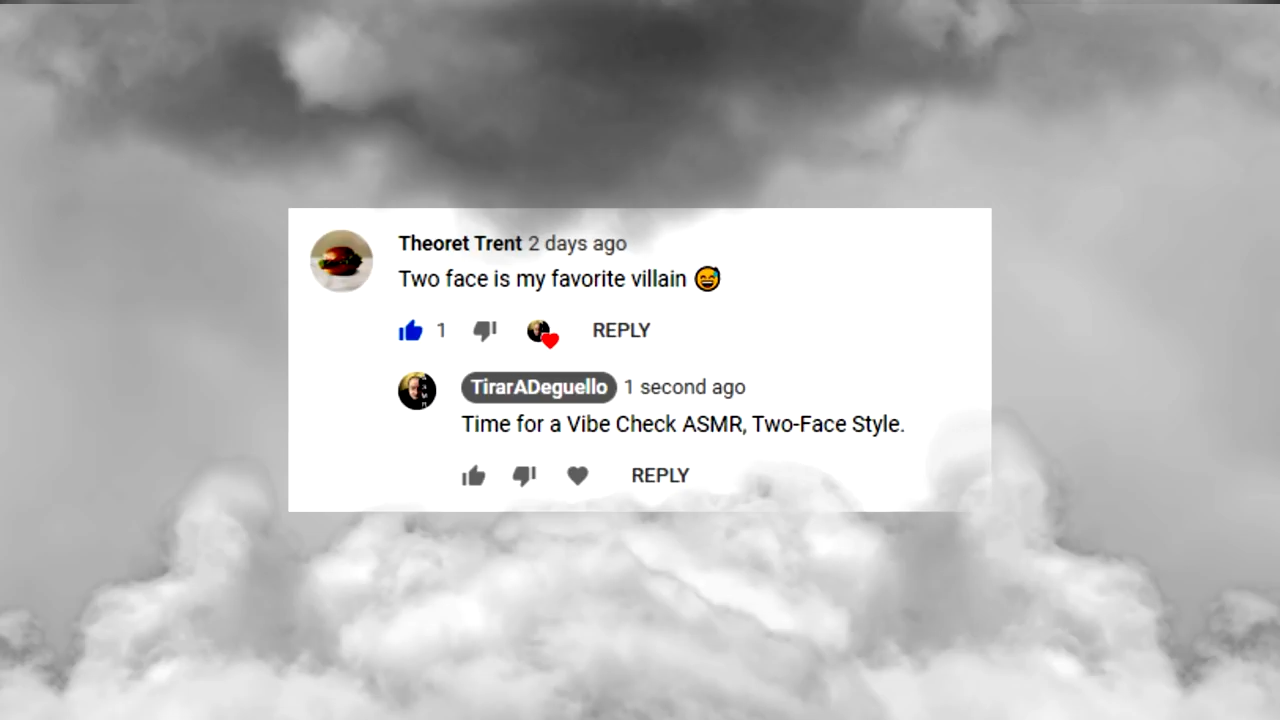 Theoret Trent 2 days ago
Two face is my favorite villain 😅
1 REPLY
TirarADeguello 1 second ago
Time for a Vibe Check ASMR, Two-Face Style.
REPLY